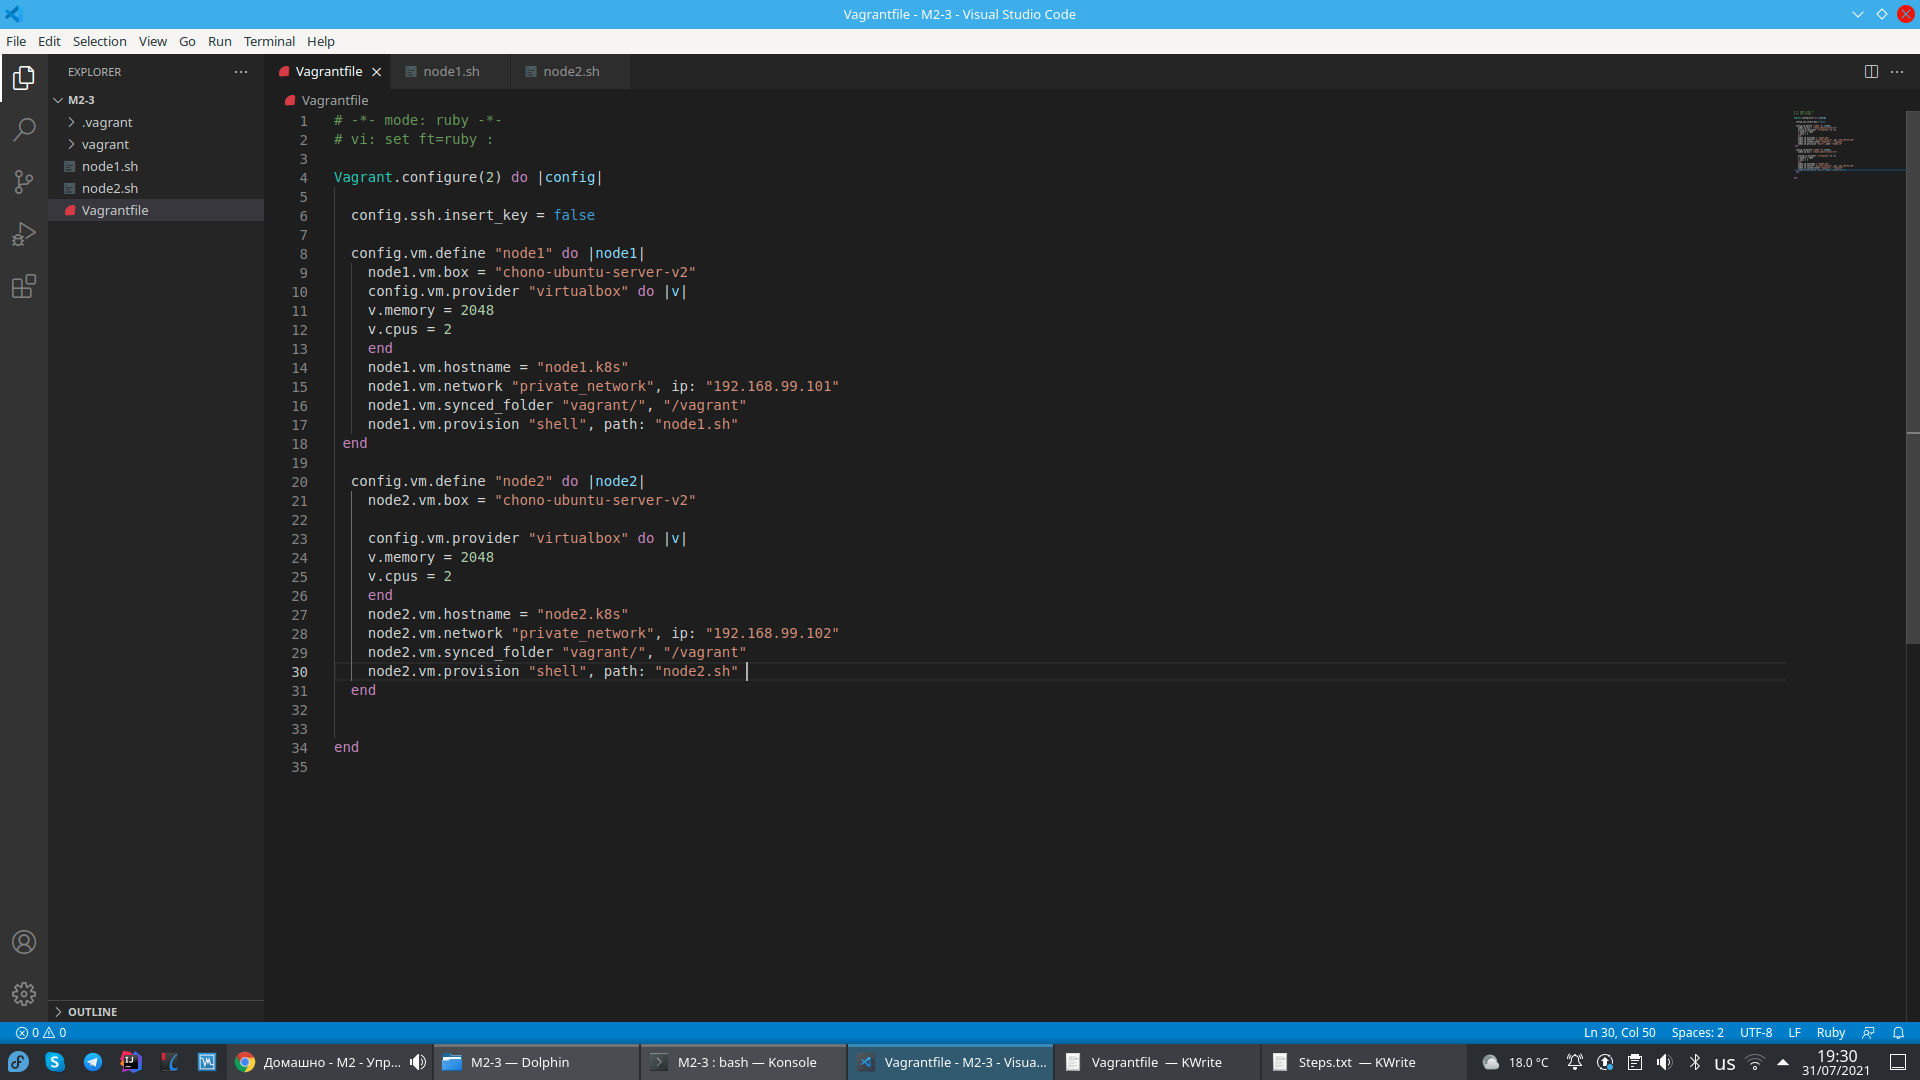 Vagrantfile - M2-3 - Visual Studio Code
File Edit Selection View Go Run Terminal Help
EXPLORER
M2-3
.vagrant
vagrant
node1.sh
node2.sh
Vagrantfile
OUTLINE
Vagrantfile node1.sh node2.sh
Vagrantfile
1 # -*- mode: ruby -*-
2 # vi: set ft=ruby :
3
4 Vagrant.configure(2) do |config|
5
6 config.ssh.insert_key = false
7
8 config.vm.define "node1" do |node1|
9 node1.vm.box = "chono-ubuntu-server-v2"
10 config.vm.provider "virtualbox" do |v|
11 v.memory = 2048
12 v.cpus = 2
13 end
14 node1.vm.hostname = "node1.k8s"
15 node1.vm.network "private_network", ip: "192.168.99.101"
16 node1.vm.synced_folder "vagrant/", "/vagrant"
17 node1.vm.provision "shell", path: "node1.sh"
18 end
19
20 config.vm.define "node2" do |node2|
21 node2.vm.box = "chono-ubuntu-server-v2"
22
23 config.vm.provider "virtualbox" do |v|
24 v.memory = 2048
25 v.cpus = 2
26 end
27 node2.vm.hostname = "node2.k8s"
28 node2.vm.network "private_network", ip: "192.168.99.102"
29 node2.vm.synced_folder "vagrant/", "/vagrant"
30 node2.vm.provision "shell", path: "node2.sh"
31 end
32
33
34 end
35
0 0 Ln 30, Col 50 Spaces: 2 UTF-8 LF Ruby
Домашно - M2 - Упр... M2-3 — Dolphin M2-3 : bash — Konsole Vagrantfile - M2-3 - Visua... Vagrantfile — KWrite Steps.txt — KWrite 18.0 °C us 19:30
31/07/2021